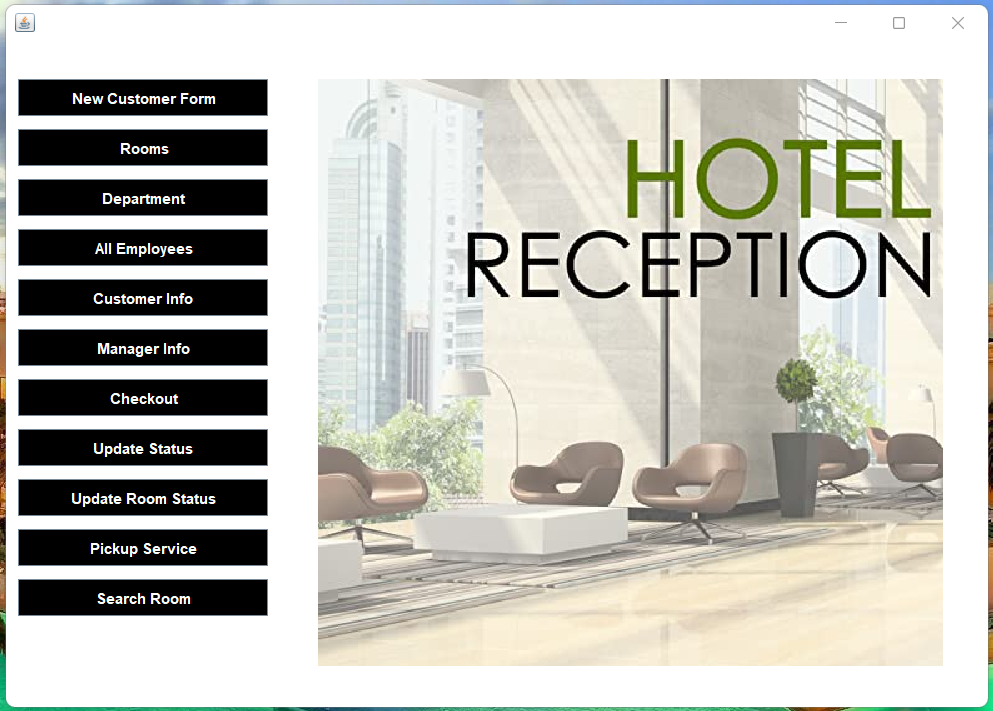 New Customer Form
Rooms
Department
All Employees
Customer Info
Manager Info
Checkout
Update Status
Update Room Status
Pickup Service
Search Room
HOTEL
RECEPTION